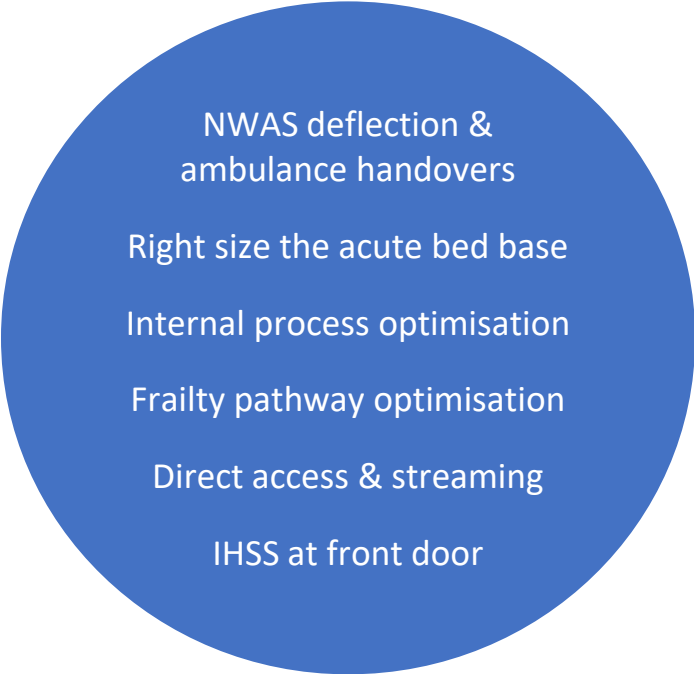 NWAS deflection &
ambulance handovers
Right size the acute bed base
Internal process optimisation
Frailty pathway optimisation
Direct access & streaming
IHSS at front door